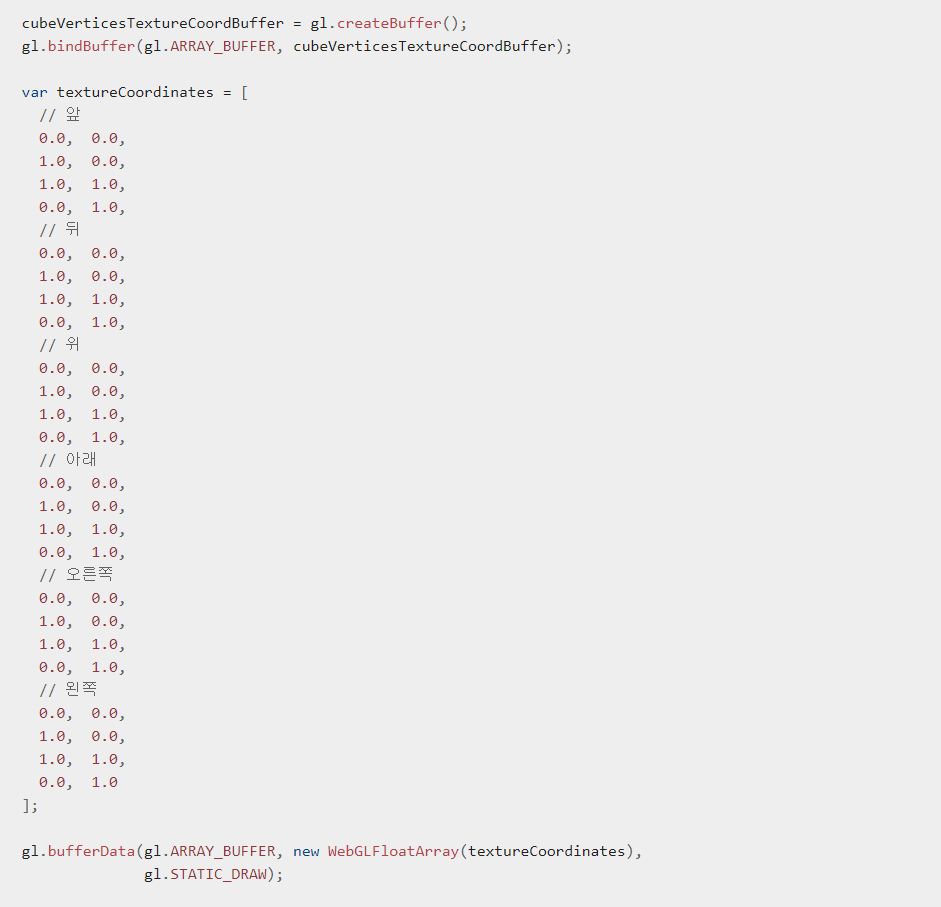 cubeVerticesTextureCoordBuffer = gl.createBuffer();
gl.bindBuffer(gl.ARRAY_BUFFER, cubeVerticesTextureCoordBuffer);
var textureCoordinates = [
// 앞
0.0, 0.0,
1.0, 0.0,
1.0, 1.0,
0.0, 1.0,
// 뒤
0.0, 0.0,
1.0, 0.0,
1.0, 1.0,
0.0, 1.0,
// 위
0.0, 0.0,
1.0, 0.0,
1.0, 1.0,
0.0, 1.0,
// 아래
0.0, 0.0,
1.0, 0.0,
1.0, 1.0,
0.0, 1.0,
// 오른쪽
0.0, 0.0,
1.0, 0.0,
1.0, 1.0,
0.0, 1.0,
// 왼쪽
0.0, 0.0,
1.0, 0.0,
1.0, 1.0,
0.0, 1.0
];
gl.bufferData(gl.ARRAY_BUFFER, new WebGLFloatArray(textureCoordinates),
gl.STATIC_DRAW);